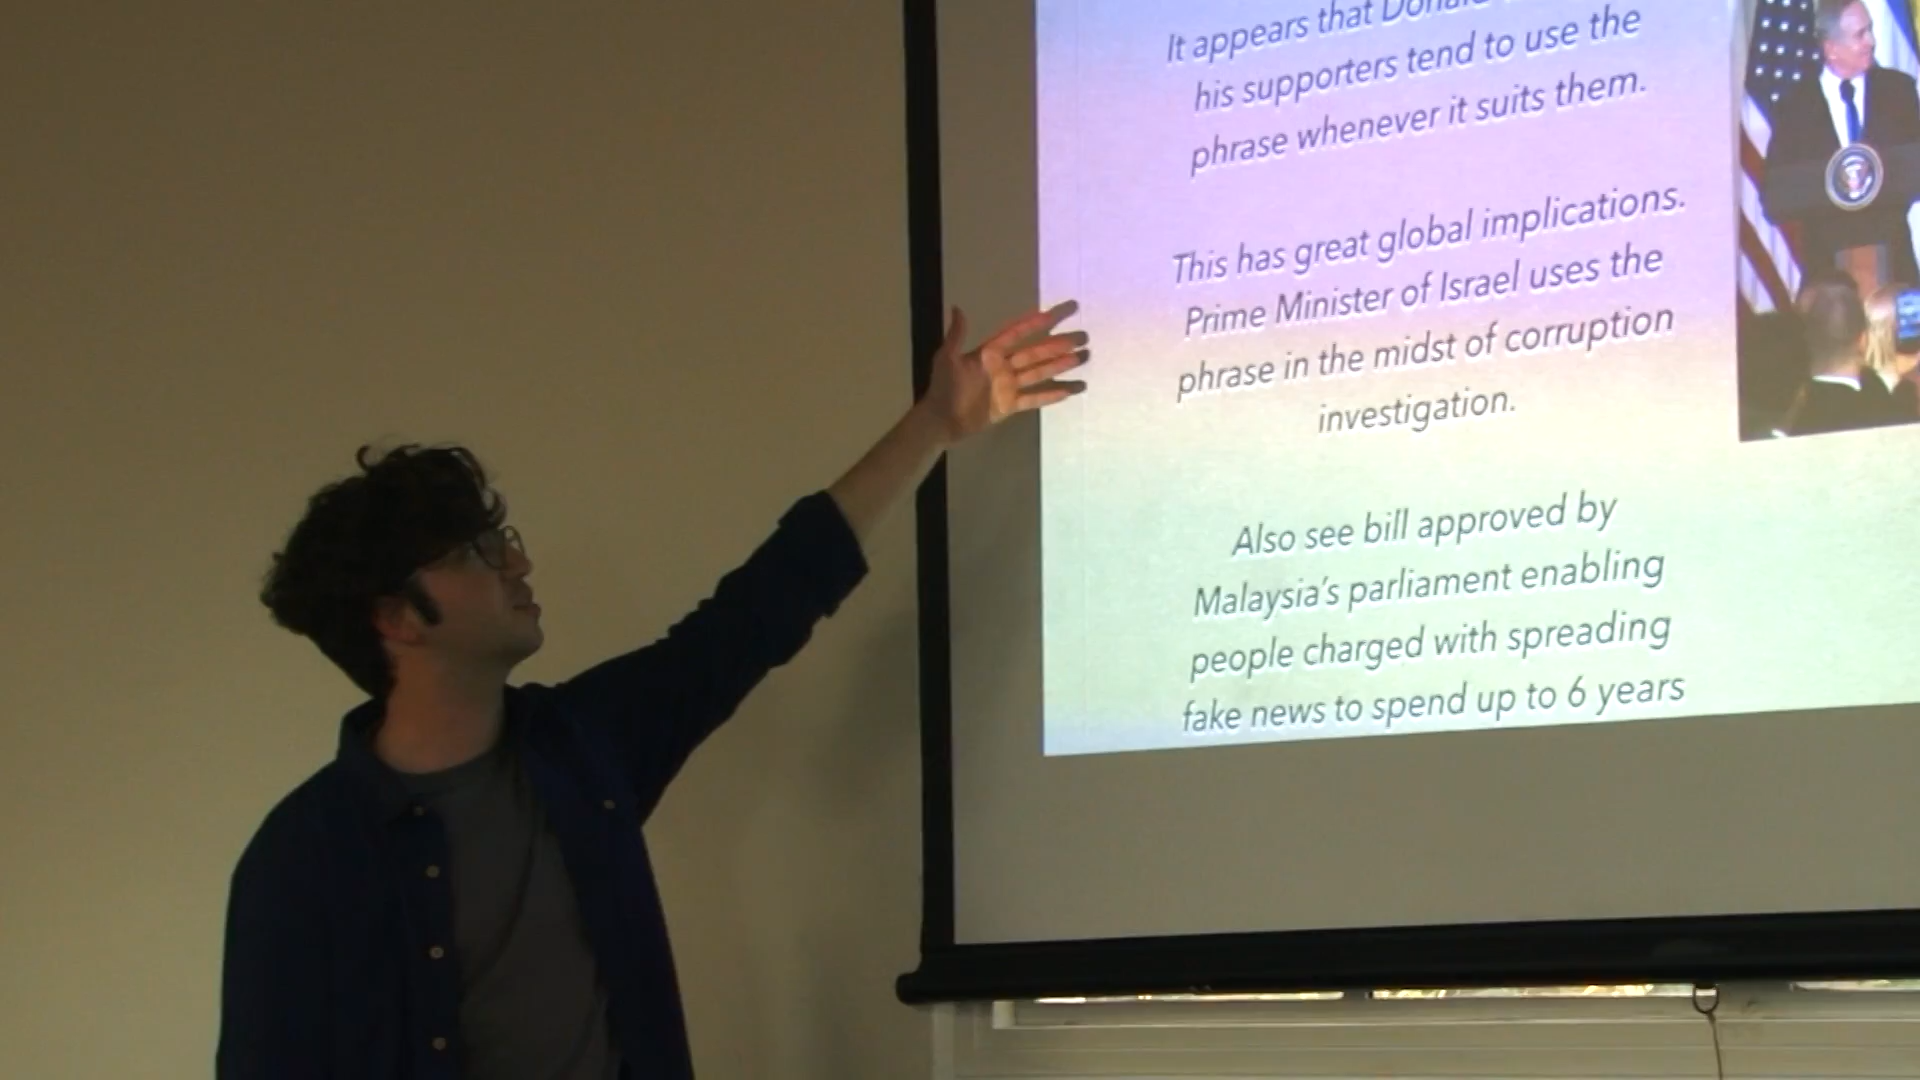 It appears that Donald
his supporters tend to use the
phrase whenever it suits them.
This has great global implications.
Prime Minister of Israel uses the
phrase in the midst of corruption
investigation.
Also see bill approved by
Malaysia's parliament enabling
people charged with spreading
fake news to spend up to 6 years